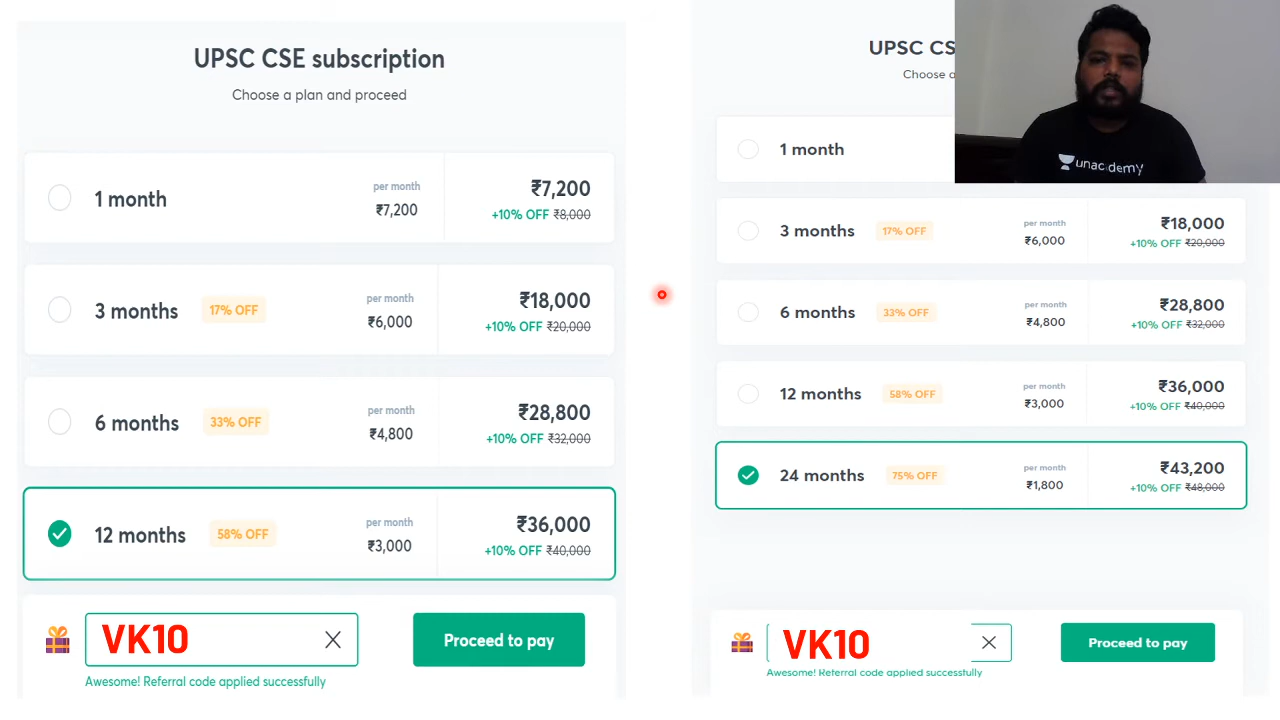 UPSC CSE subscription
Choose a plan and proceed
1 month
per month
₹7,200
₹7,200
+10% OFF ₹8,000
3 months
17% OFF
per month
₹6,000
₹18,000
+10% OFF ₹20,000
6 months
33% OFF
per month
₹4,800
₹28,800
+10% OFF ₹32,000
12 months
58% OFF
per month
₹3,000
₹36,000
+10% OFF ₹40,000
VK10
Proceed to pay
Awesome! Referral code applied successfully
UPSC CS
Choose a
unacademy
1 month
3 months
17% OFF
per month
₹6,000
₹18,000
+10% OFF ₹20,000
6 months
33% OFF
per month
₹4,800
₹28,800
+10% OFF ₹32,000
12 months
58% OFF
per month
₹3,000
₹36,000
+10% OFF ₹40,000
24 months
75% OFF
per month
₹1,800
₹43,200
+10% OFF ₹48,000
VK10
Proceed to pay
Awesome! Referral code applied successfully